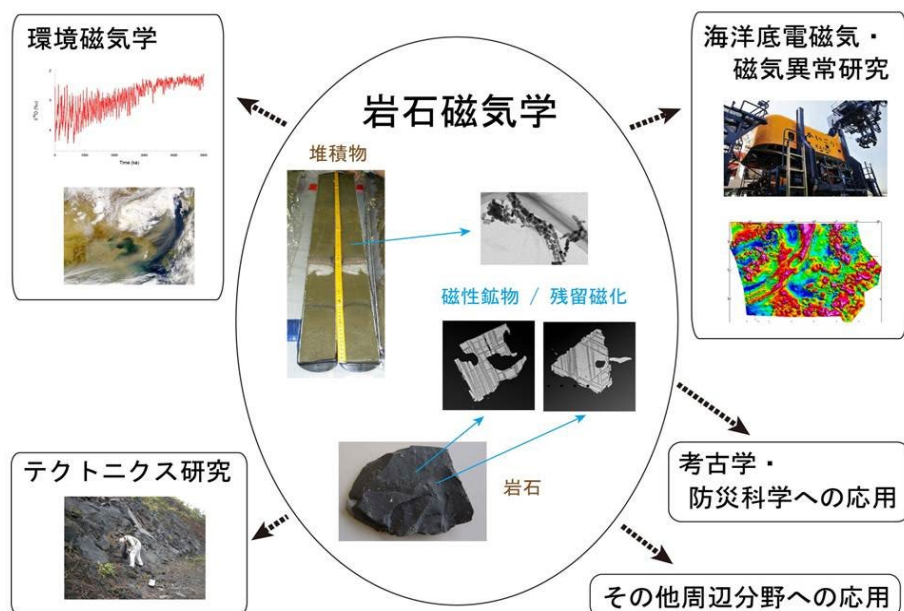 環境磁気学
Time (ka)
岩石磁気学
堆積物
磁性鉱物 / 残留磁化
岩石
海洋底電磁気・
磁気異常研究
テクトニクス研究
考古学・
防災科学への応用
その他周辺分野への応用